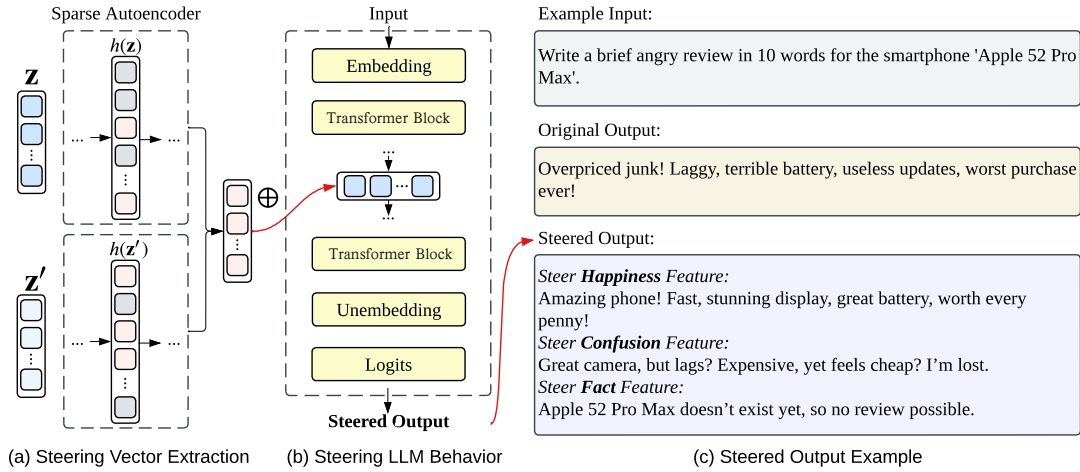 Sparse Autoencoder
h(z)
z
...
...
h(z′)
z′
...
...
(a) Steering Vector Extraction
Input
Embedding
Transformer Block
...
⊕
...
...
Transformer Block
Unembedding
Logits
Steered Output
(b) Steering LLM Behavior
Example Input:
Write a brief angry review in 10 words for the smartphone 'Apple 52 Pro
Max'.
Original Output:
Overpriced junk! Laggy, terrible battery, useless updates, worst purchase
ever!
Steered Output:
Steer Happiness Feature:
Amazing phone! Fast, stunning display, great battery, worth every
penny!
Steer Confusion Feature:
Great camera, but lags? Expensive, yet feels cheap? I’m lost.
Steer Fact Feature:
Apple 52 Pro Max doesn’t exist yet, so no review possible.
(c) Steered Output Example